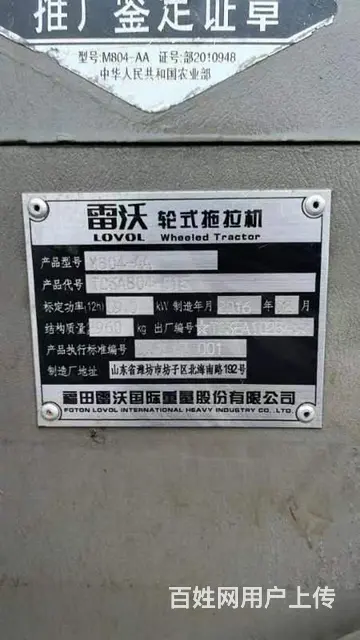 推广鉴定证章
型号:M804-AA 证号:部2010948
中华人民共和国农业部
雷沃 轮式拖拉机
LOVOL Wheeled Tractor
产品型号 M804-AA
产品代号
标定功率(12h) kW 制造年月 2016 年 月
结构质量 3960 kg 出厂编号
产品执行标准编号 001
制造厂地址 山东省潍坊市坊子区北海南路192号
福田雷沃国际重工股份有限公司
FOTON LOVOL INTERNATIONAL HEAVY INDUSTRY CO., LTD.
百姓网用户上传